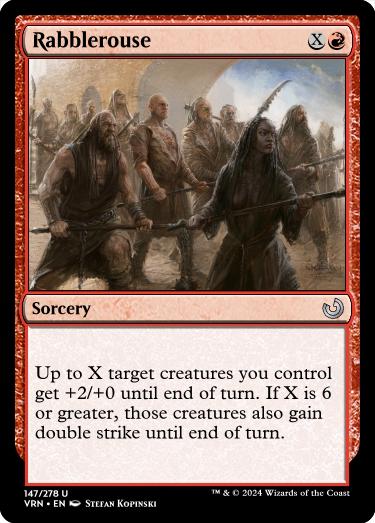 Rabblerouse X R
Sorcery
Up to X target creatures you control
get +2/+0 until end of turn. If X is 6
or greater, those creatures also gain
double strike until end of turn.
147/278 U
VRN • EN STEFAN KOPINSKI
™ & © 2024 Wizards of the Coast